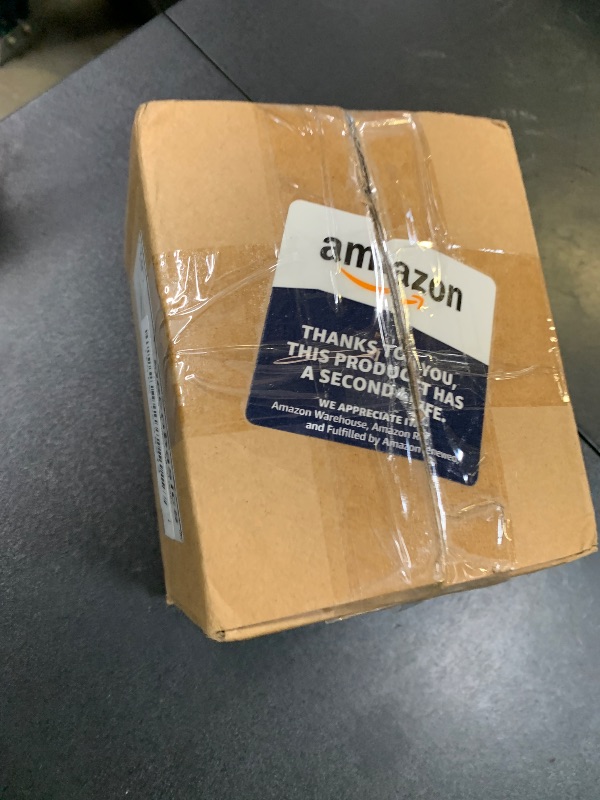 amazon
THANKS TO YOU,
THIS PRODUCT HAS
A SECOND LIFE.
WE APPRECIATE IT
Amazon Warehouse, Amazon R enewed
and Fulfilled by Amazon